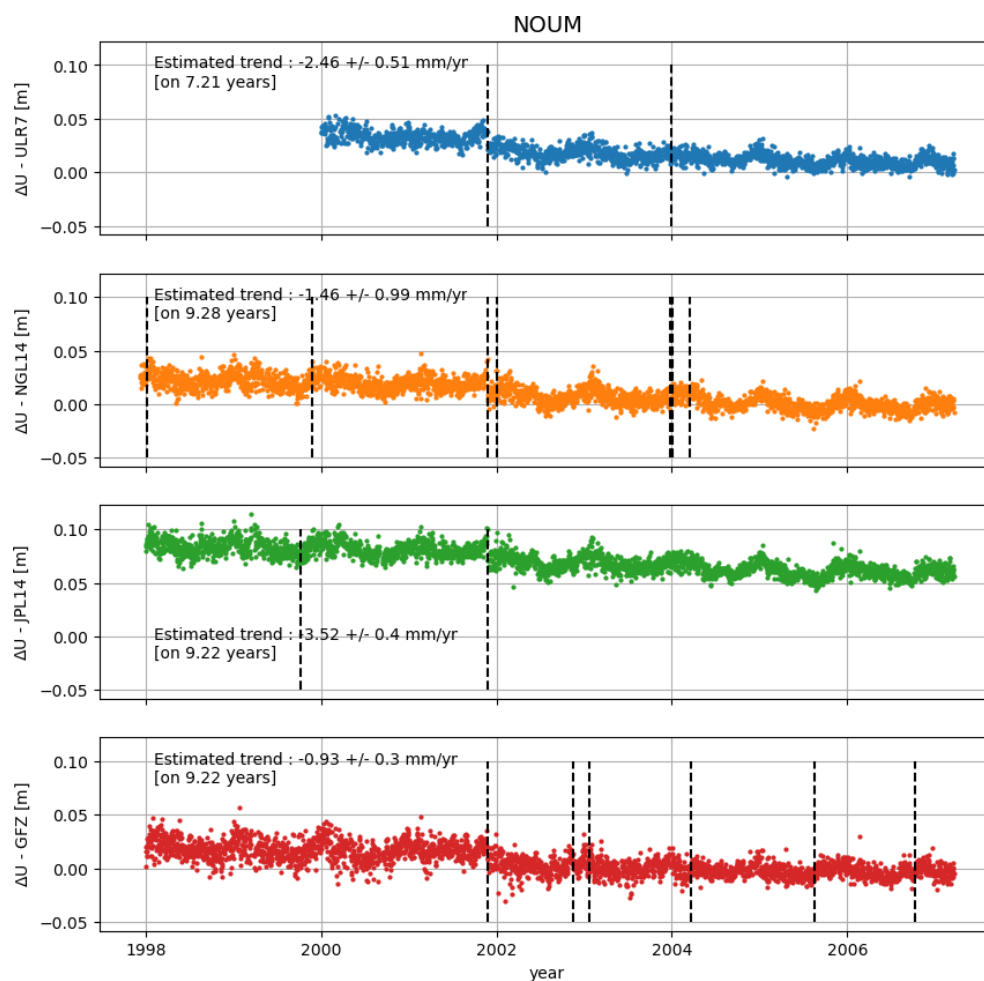 NOUM
Estimated trend : -2.46 +/- 0.51 mm/yr
[on 7.21 years]
ΔU - ULR7 [m]
0.10
0.05
0.00
−0.05
Estimated trend : -1.46 +/- 0.99 mm/yr
[on 9.28 years]
ΔU - NGL14 [m]
0.10
0.05
0.00
−0.05
ΔU - JPL14 [m]
0.10
0.05
0.00
−0.05
Estimated trend : -3.52 +/- 0.4 mm/yr
[on 9.22 years]
Estimated trend : -0.93 +/- 0.3 mm/yr
[on 9.22 years]
ΔU - GFZ [m]
0.10
0.05
0.00
−0.05
1998 2000 2002 2004 2006
year